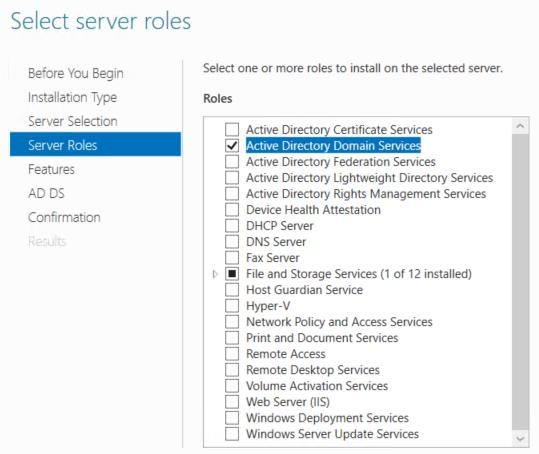 Select server roles
Before You Begin
Installation Type
Server Selection
Server Roles
Features
AD DS
Confirmation
Results
Select one or more roles to install on the selected server.
Roles
Active Directory Certificate Services
Active Directory Domain Services
Active Directory Federation Services
Active Directory Lightweight Directory Services
Active Directory Rights Management Services
Device Health Attestation
DHCP Server
DNS Server
Fax Server
File and Storage Services (1 of 12 installed)
Host Guardian Service
Hyper-V
Network Policy and Access Services
Print and Document Services
Remote Access
Remote Desktop Services
Volume Activation Services
Web Server (IIS)
Windows Deployment Services
Windows Server Update Services